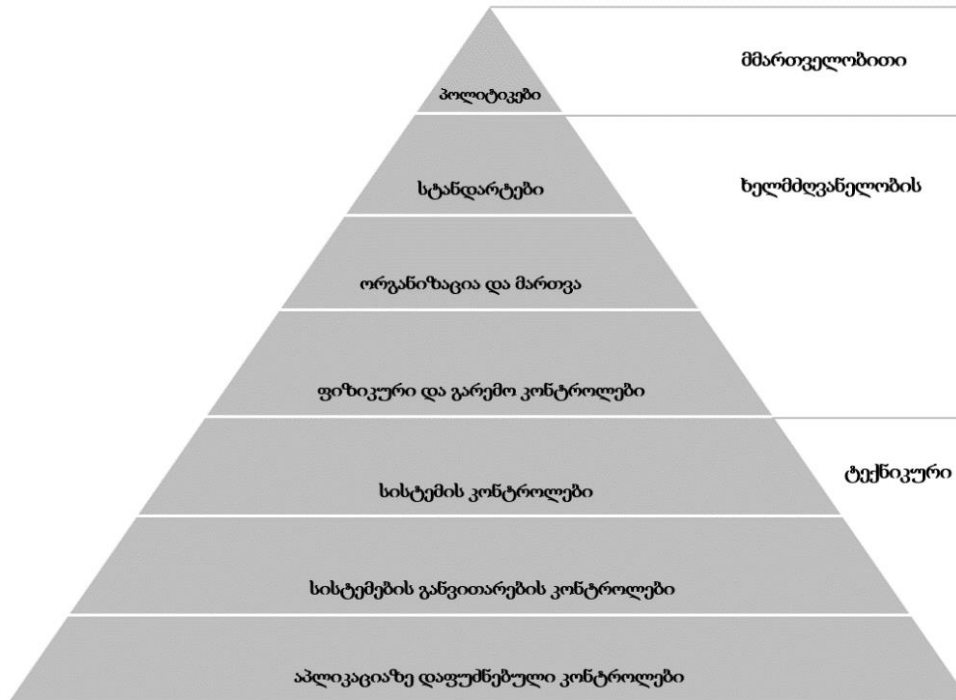 მმართველობითი
პოლიტიკები
სტანდარტები
ხელმძღვანელობის
ორგანიზაცია და მართვა
ფიზიკური და გარემო კონტროლები
ტექნიკური
სისტემის კონტროლები
სისტემების განვითარების კონტროლები
აპლიკაციაზე დაფუძნებული კონტროლები